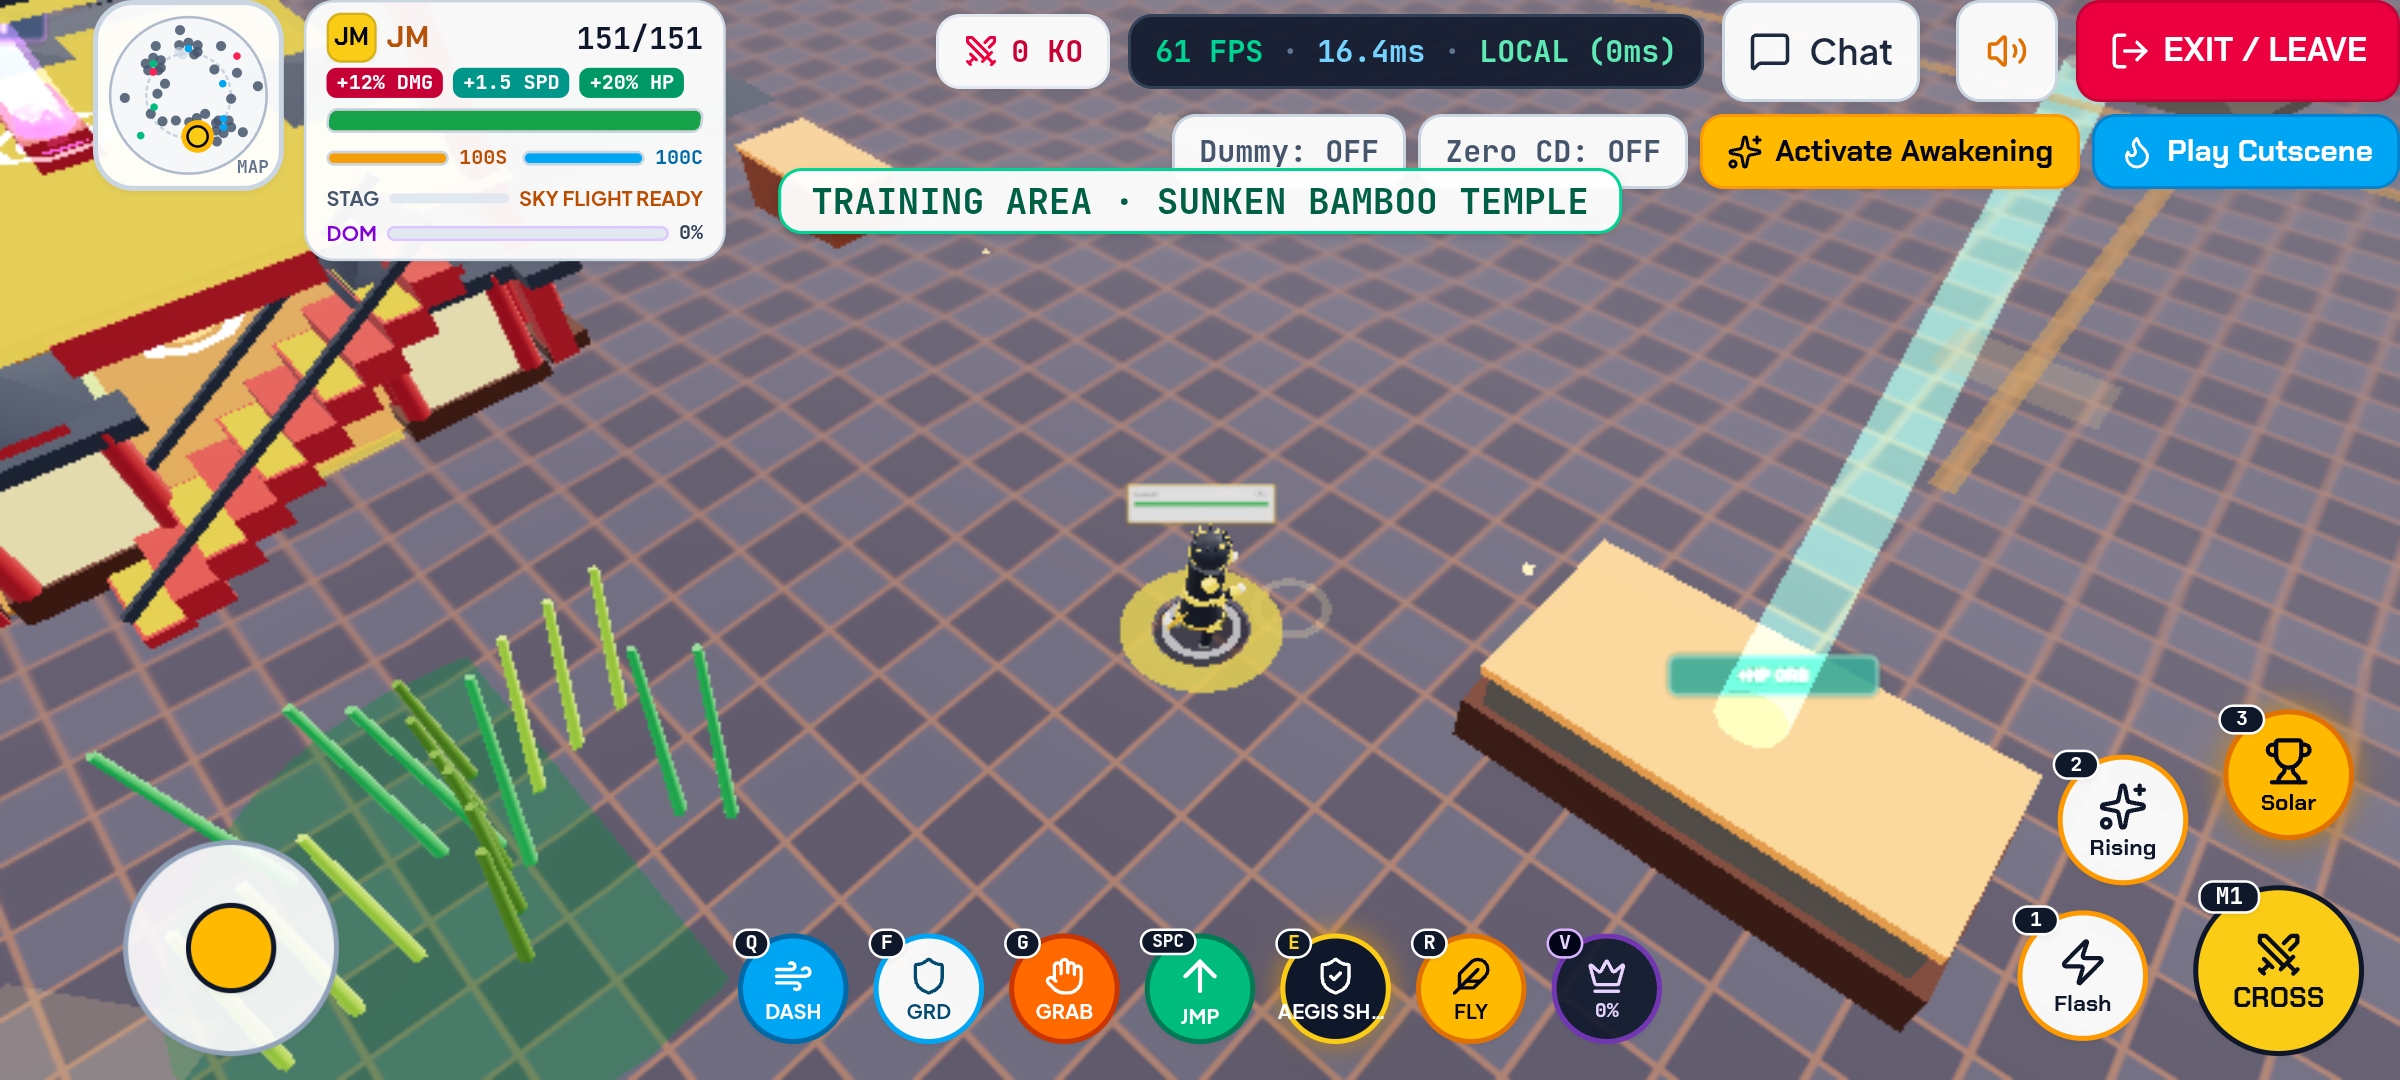 MAP
JM JM 151/151
+12% DMG +1.5 SPD +20% HP
100S 100C
STAG SKY FLIGHT READY
DOM 0%
0 KO
61 FPS · 16.4ms · LOCAL (0ms)
Chat
EXIT / LEAVE
Dummy: OFF
Zero CD: OFF
Activate Awakening
Play Cutscene
TRAINING AREA · SUNKEN BAMBOO TEMPLE
+HP ORB
3
Solar
2
Rising
1
Flash
M1
CROSS
Q
DASH
F
GRD
G
GRAB
SPC
JMP
E
AEGIS SH...
R
FLY
V
0%